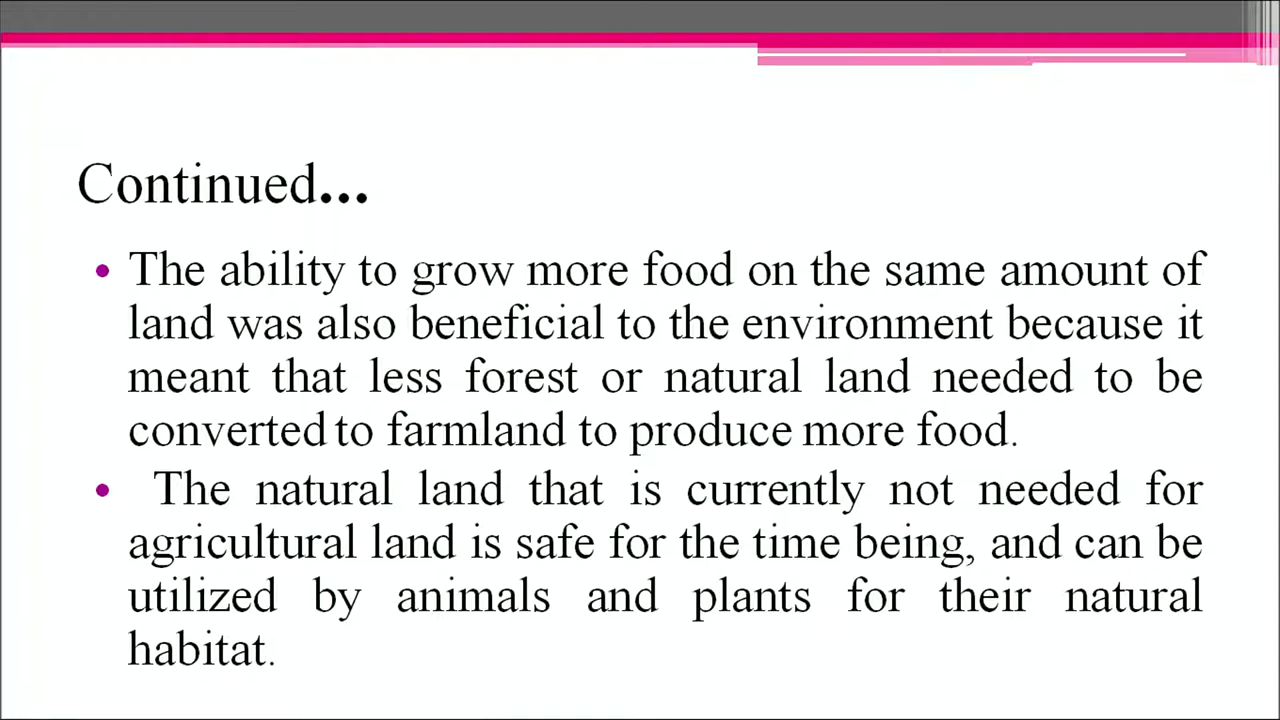 Continued...
• The ability to grow more food on the same amount of
land was also beneficial to the environment because it
meant that less forest or natural land needed to be
converted to farmland to produce more food.
• The natural land that is currently not needed for
agricultural land is safe for the time being, and can be
utilized by animals and plants for their natural
habitat.